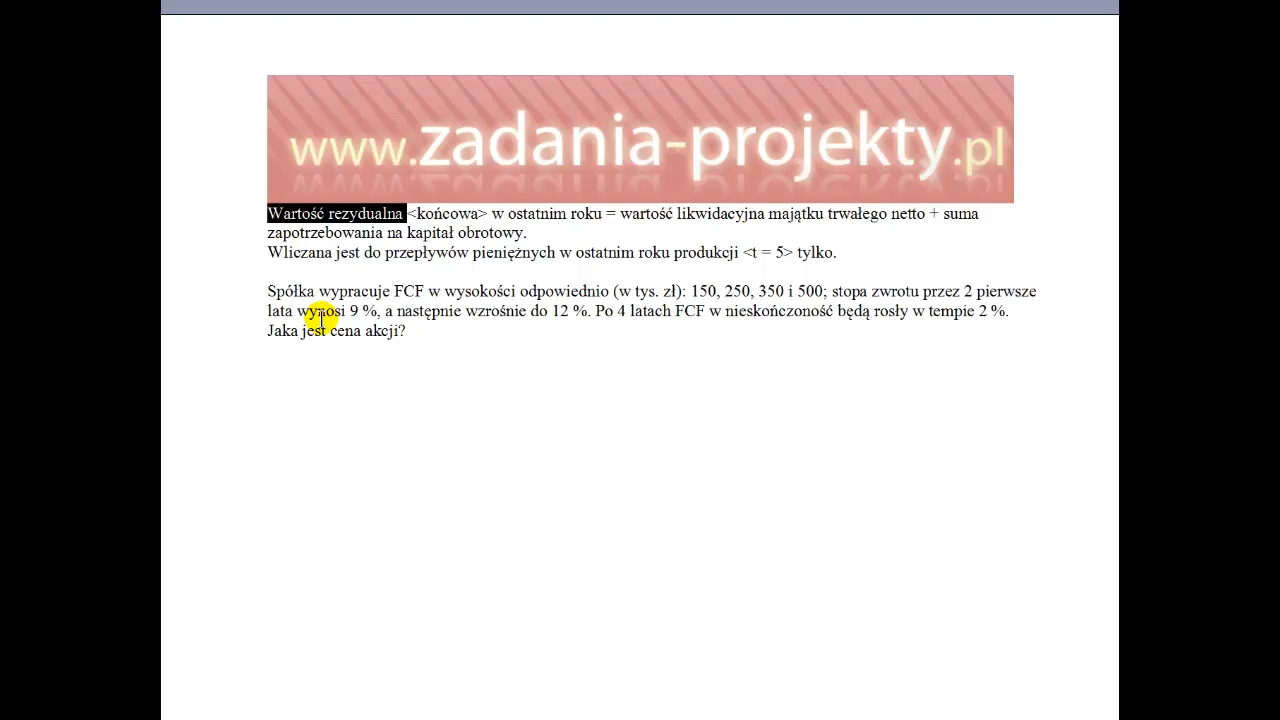 www.zadania-projekty.pl
Wartość rezydualna <końcowa> w ostatnim roku = wartość likwidacyjna majątku trwałego netto + suma
zapotrzebowania na kapitał obrotowy.
Wliczana jest do przepływów pieniężnych w ostatnim roku produkcji <t = 5> tylko.
Spółka wypracuje FCF w wysokości odpowiednio (w tys. zł): 150, 250, 350 i 500; stopa zwrotu przez 2 pierwsze
lata wynosi 9 %, a następnie wzrośnie do 12 %. Po 4 latach FCF w nieskończoność będą rosły w tempie 2 %.
Jaka jest cena akcji?